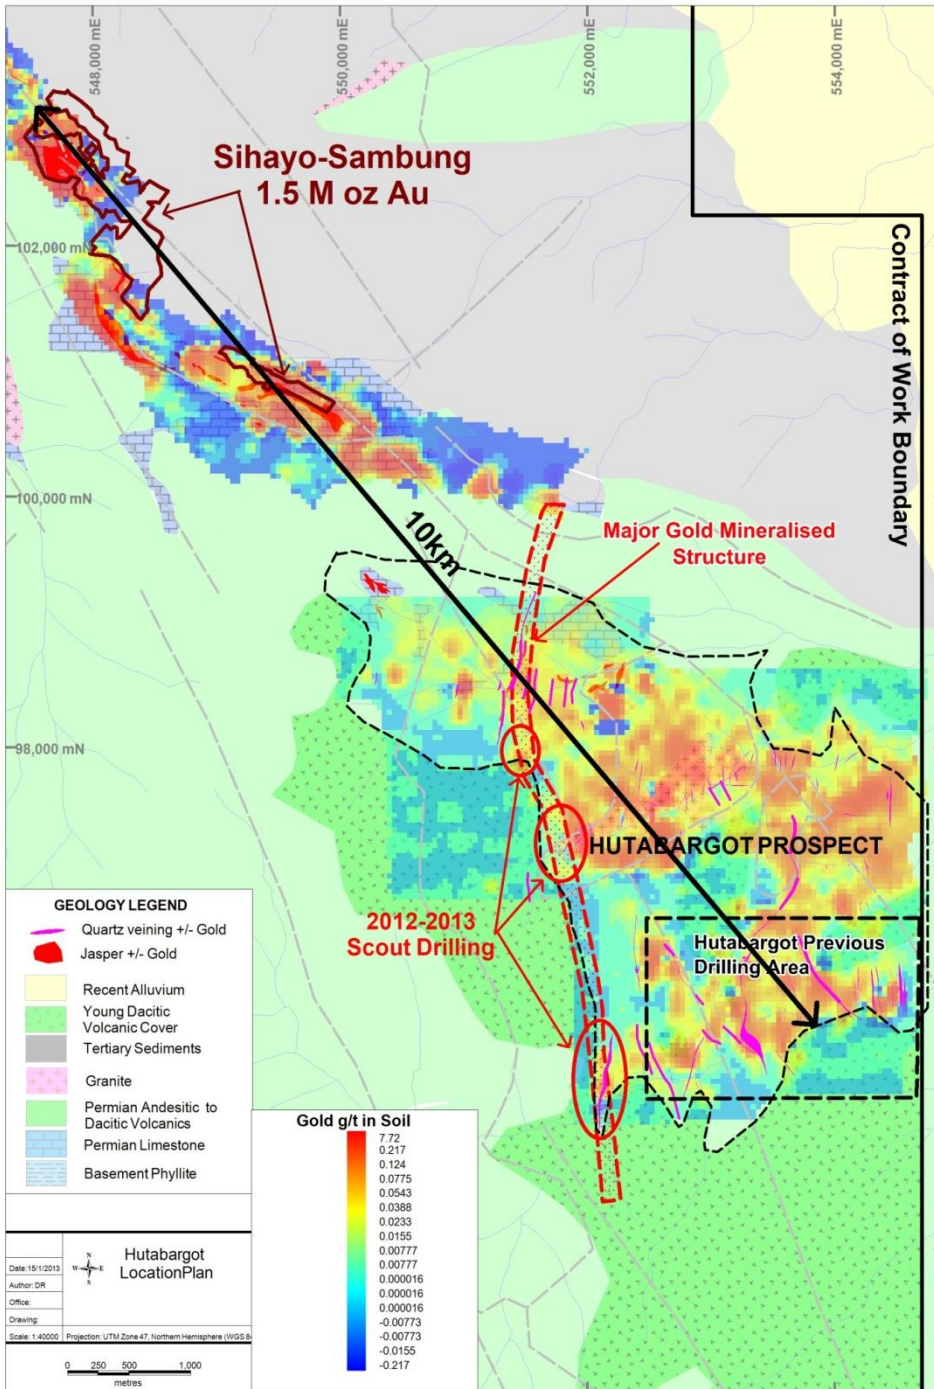 548,000 mE
550,000 mE
552,000 mE
554,000 mE
Sihayo-Sambung
1.5 M oz Au
102,000 mN
Contract of Work Boundary
100,000 mN
10km
Major Gold Mineralised
Structure
98,000 mN
HUTABARGOT PROSPECT
2012-2013
Scout Drilling
Hutabargot Previous
Drilling Area
GEOLOGY LEGEND
Quartz veining +/- Gold
Jasper +/- Gold
Recent Alluvium
Young Dacitic
Volcanic Cover
Tertiary Sediments
Granite
Permian Andesitic to
Dacitic Volcanics
Permian Limestone
Basement Phyllite
Gold g/t in Soil
7.72
0.217
0.124
0.0775
0.0543
0.0388
0.0233
0.0155
0.00777
0.00777
0.000016
0.000016
-0.00773
-0.00773
-0.0155
-0.217
Date:15/1/2013
Author: DR
Office:
Drawing:
Scale: 1:40000
N
W E
S
Hutabargot
LocationPlan
Projection: UTM Zone 47, Northern Hemisphere (WGS 84
0 250 500 1,000
metres